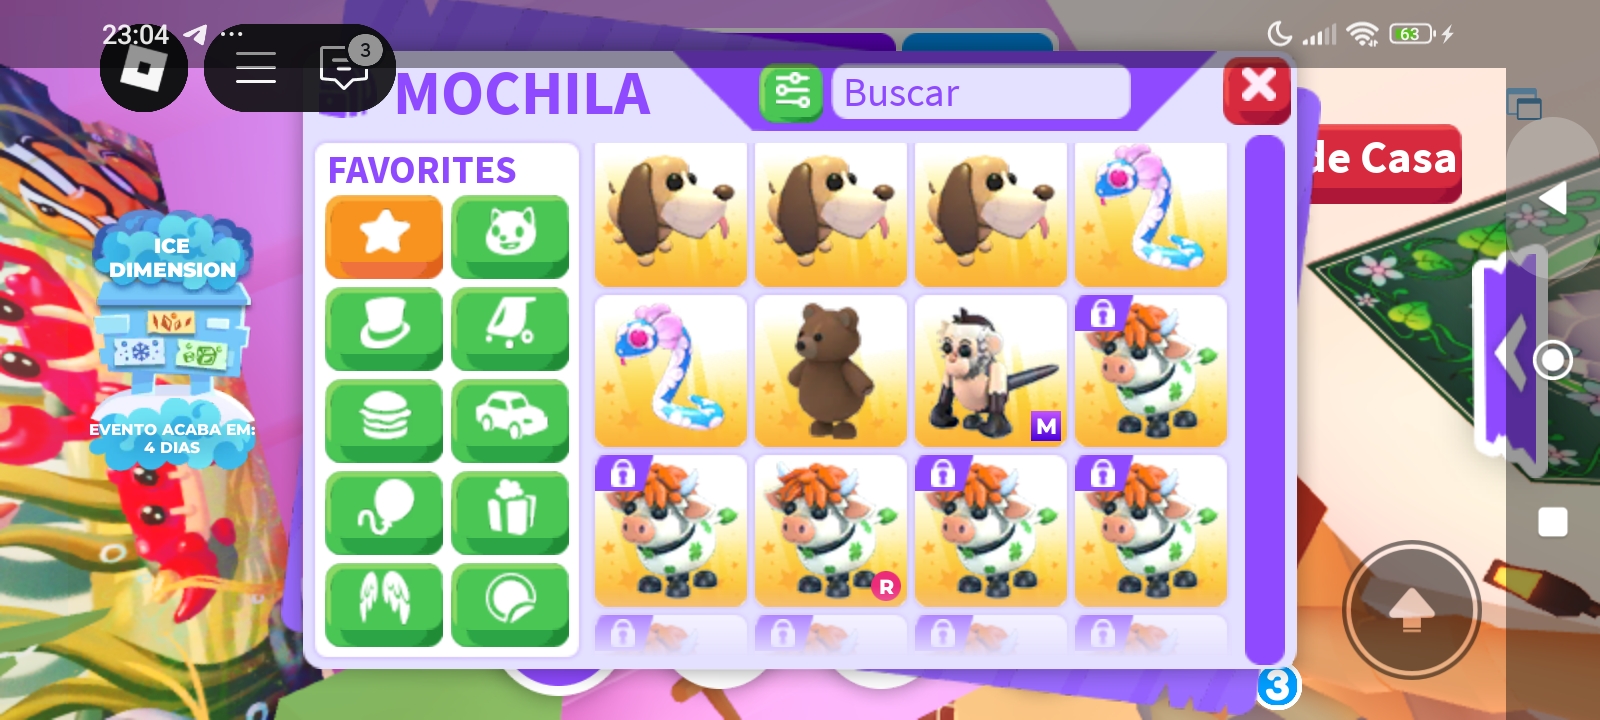 23:04
3
63
MOCHILA
Buscar
FAVORITES
de Casa
ICE
DIMENSION
EVENTO ACABA EM:
4 DIAS
M
R
3